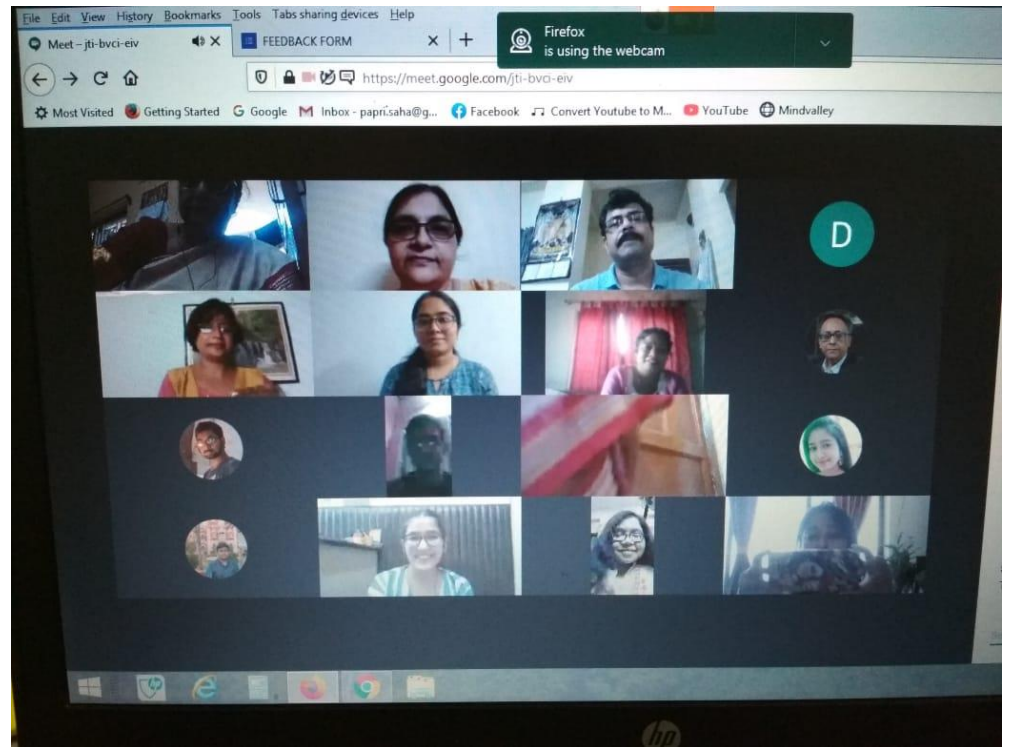 File Edit View History Bookmarks Tools Tabs sharing devices Help
Meet – jti-bvci-eiv
FEEDBACK FORM
Firefox
is using the webcam
https://meet.google.com/jti-bvci-eiv
Most Visited Getting Started Google Inbox - papri.saha@g... Facebook Convert Youtube to M... YouTube Mindvalley
D
hp